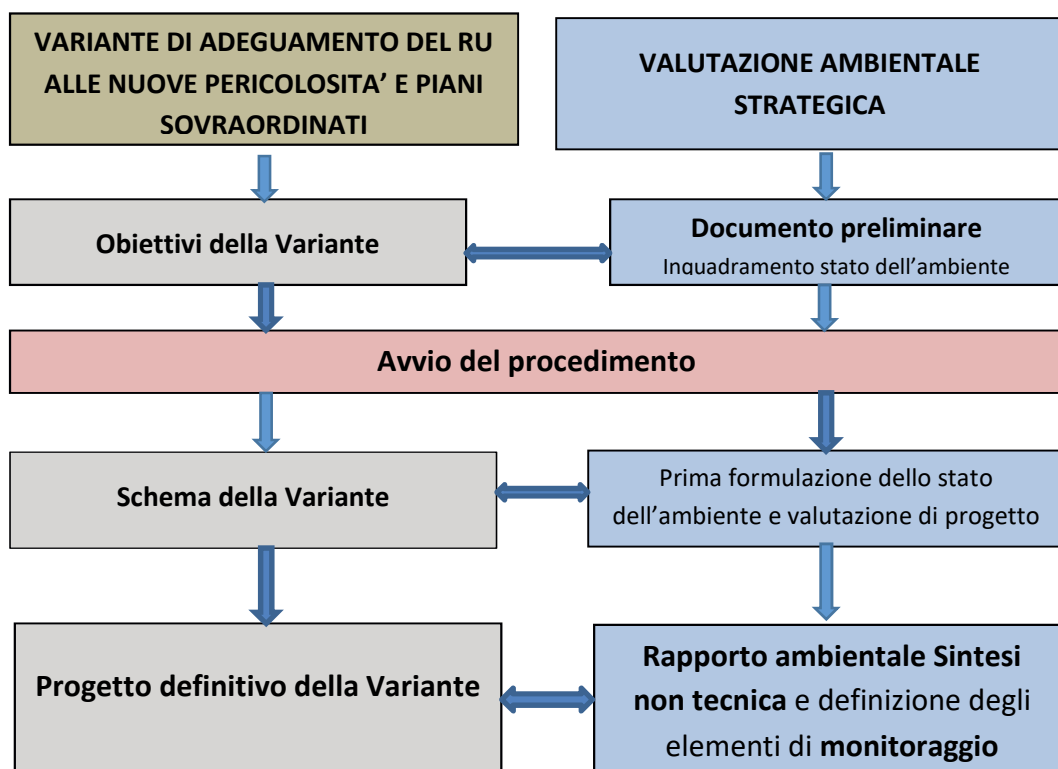 VARIANTE DI ADEGUAMENTO DEL RU
ALLE NUOVE PERICOLOSITA’ E PIANI
SOVRAORDINATI
VALUTAZIONE AMBIENTALE
STRATEGICA
Obiettivi della Variante
Documento preliminare
Inquadramento stato dell’ambiente
Avvio del procedimento
Schema della Variante
Prima formulazione dello stato
dell’ambiente e valutazione di progetto
Progetto definitivo della Variante
Rapporto ambientale Sintesi
non tecnica e definizione degli
elementi di monitoraggio